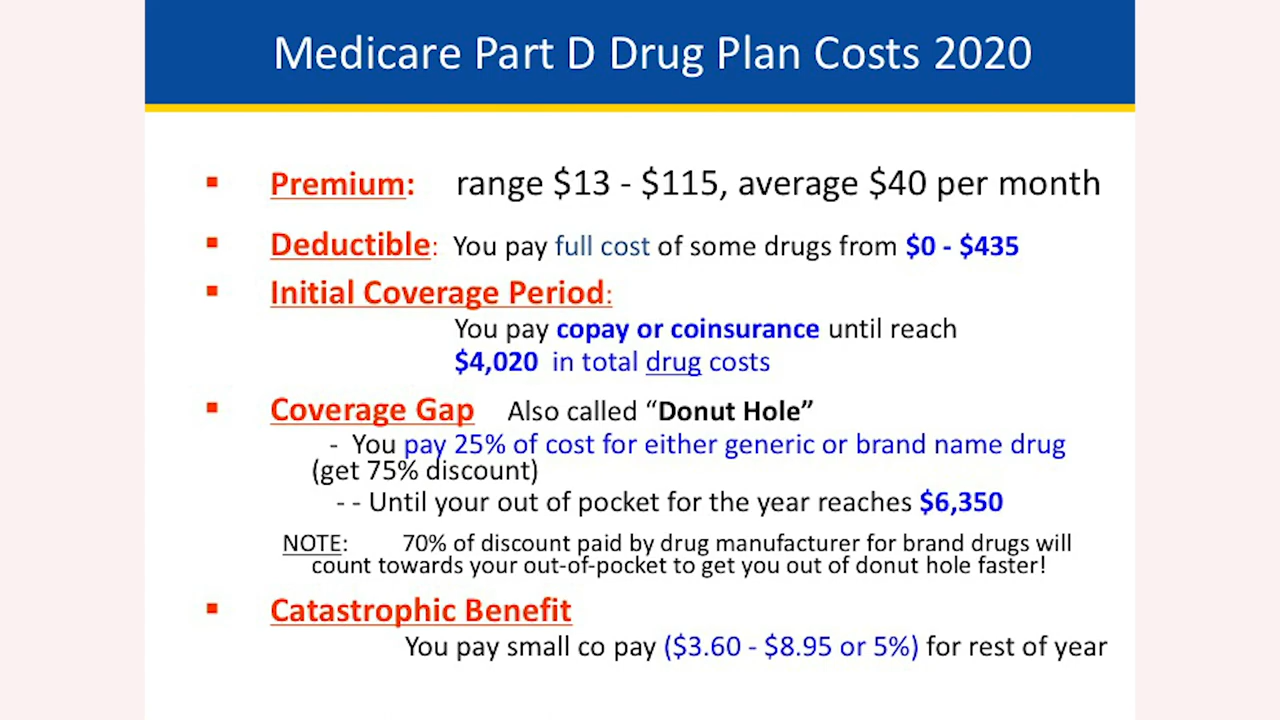 Medicare Part D Drug Plan Costs 2020
▪ Premium: range $13 - $115, average $40 per month
▪ Deductible: You pay full cost of some drugs from $0 - $435
▪ Initial Coverage Period:
You pay copay or coinsurance until reach
$4,020 in total drug costs
▪ Coverage Gap Also called “Donut Hole”
- You pay 25% of cost for either generic or brand name drug
(get 75% discount)
- - Until your out of pocket for the year reaches $6,350
NOTE: 70% of discount paid by drug manufacturer for brand drugs will
count towards your out-of-pocket to get you out of donut hole faster!
▪ Catastrophic Benefit
You pay small co pay ($3.60 - $8.95 or 5%) for rest of year